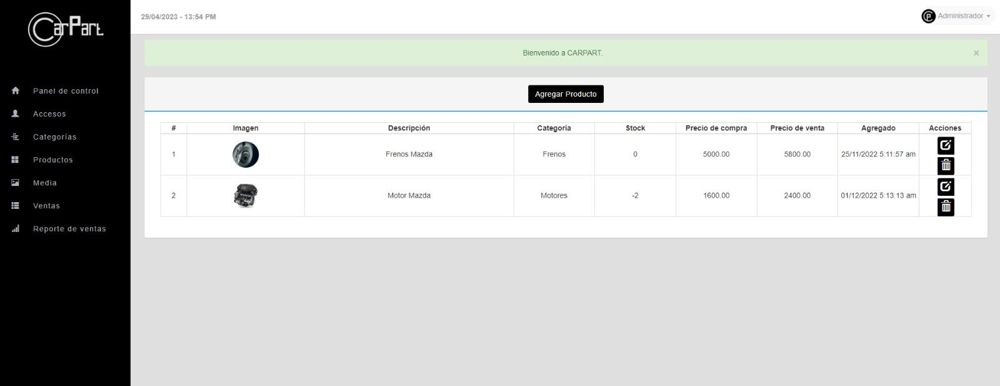 CarPart.
29/04/2023 - 13:54 PM
Administrador
Bienvenido a CARPART.
×
Panel de control
Accesos
Categorías
Productos
Media
Ventas
Reporte de ventas
Agregar Producto
# Imagen Descripción Categoría Stock Precio de compra Precio de venta Agregado Acciones
1 Frenos Mazda Frenos 0 5000.00 5800.00 25/11/2022 5:11:57 am
2 Motor Mazda Motores -2 1600.00 2400.00 01/12/2022 5:13:13 am